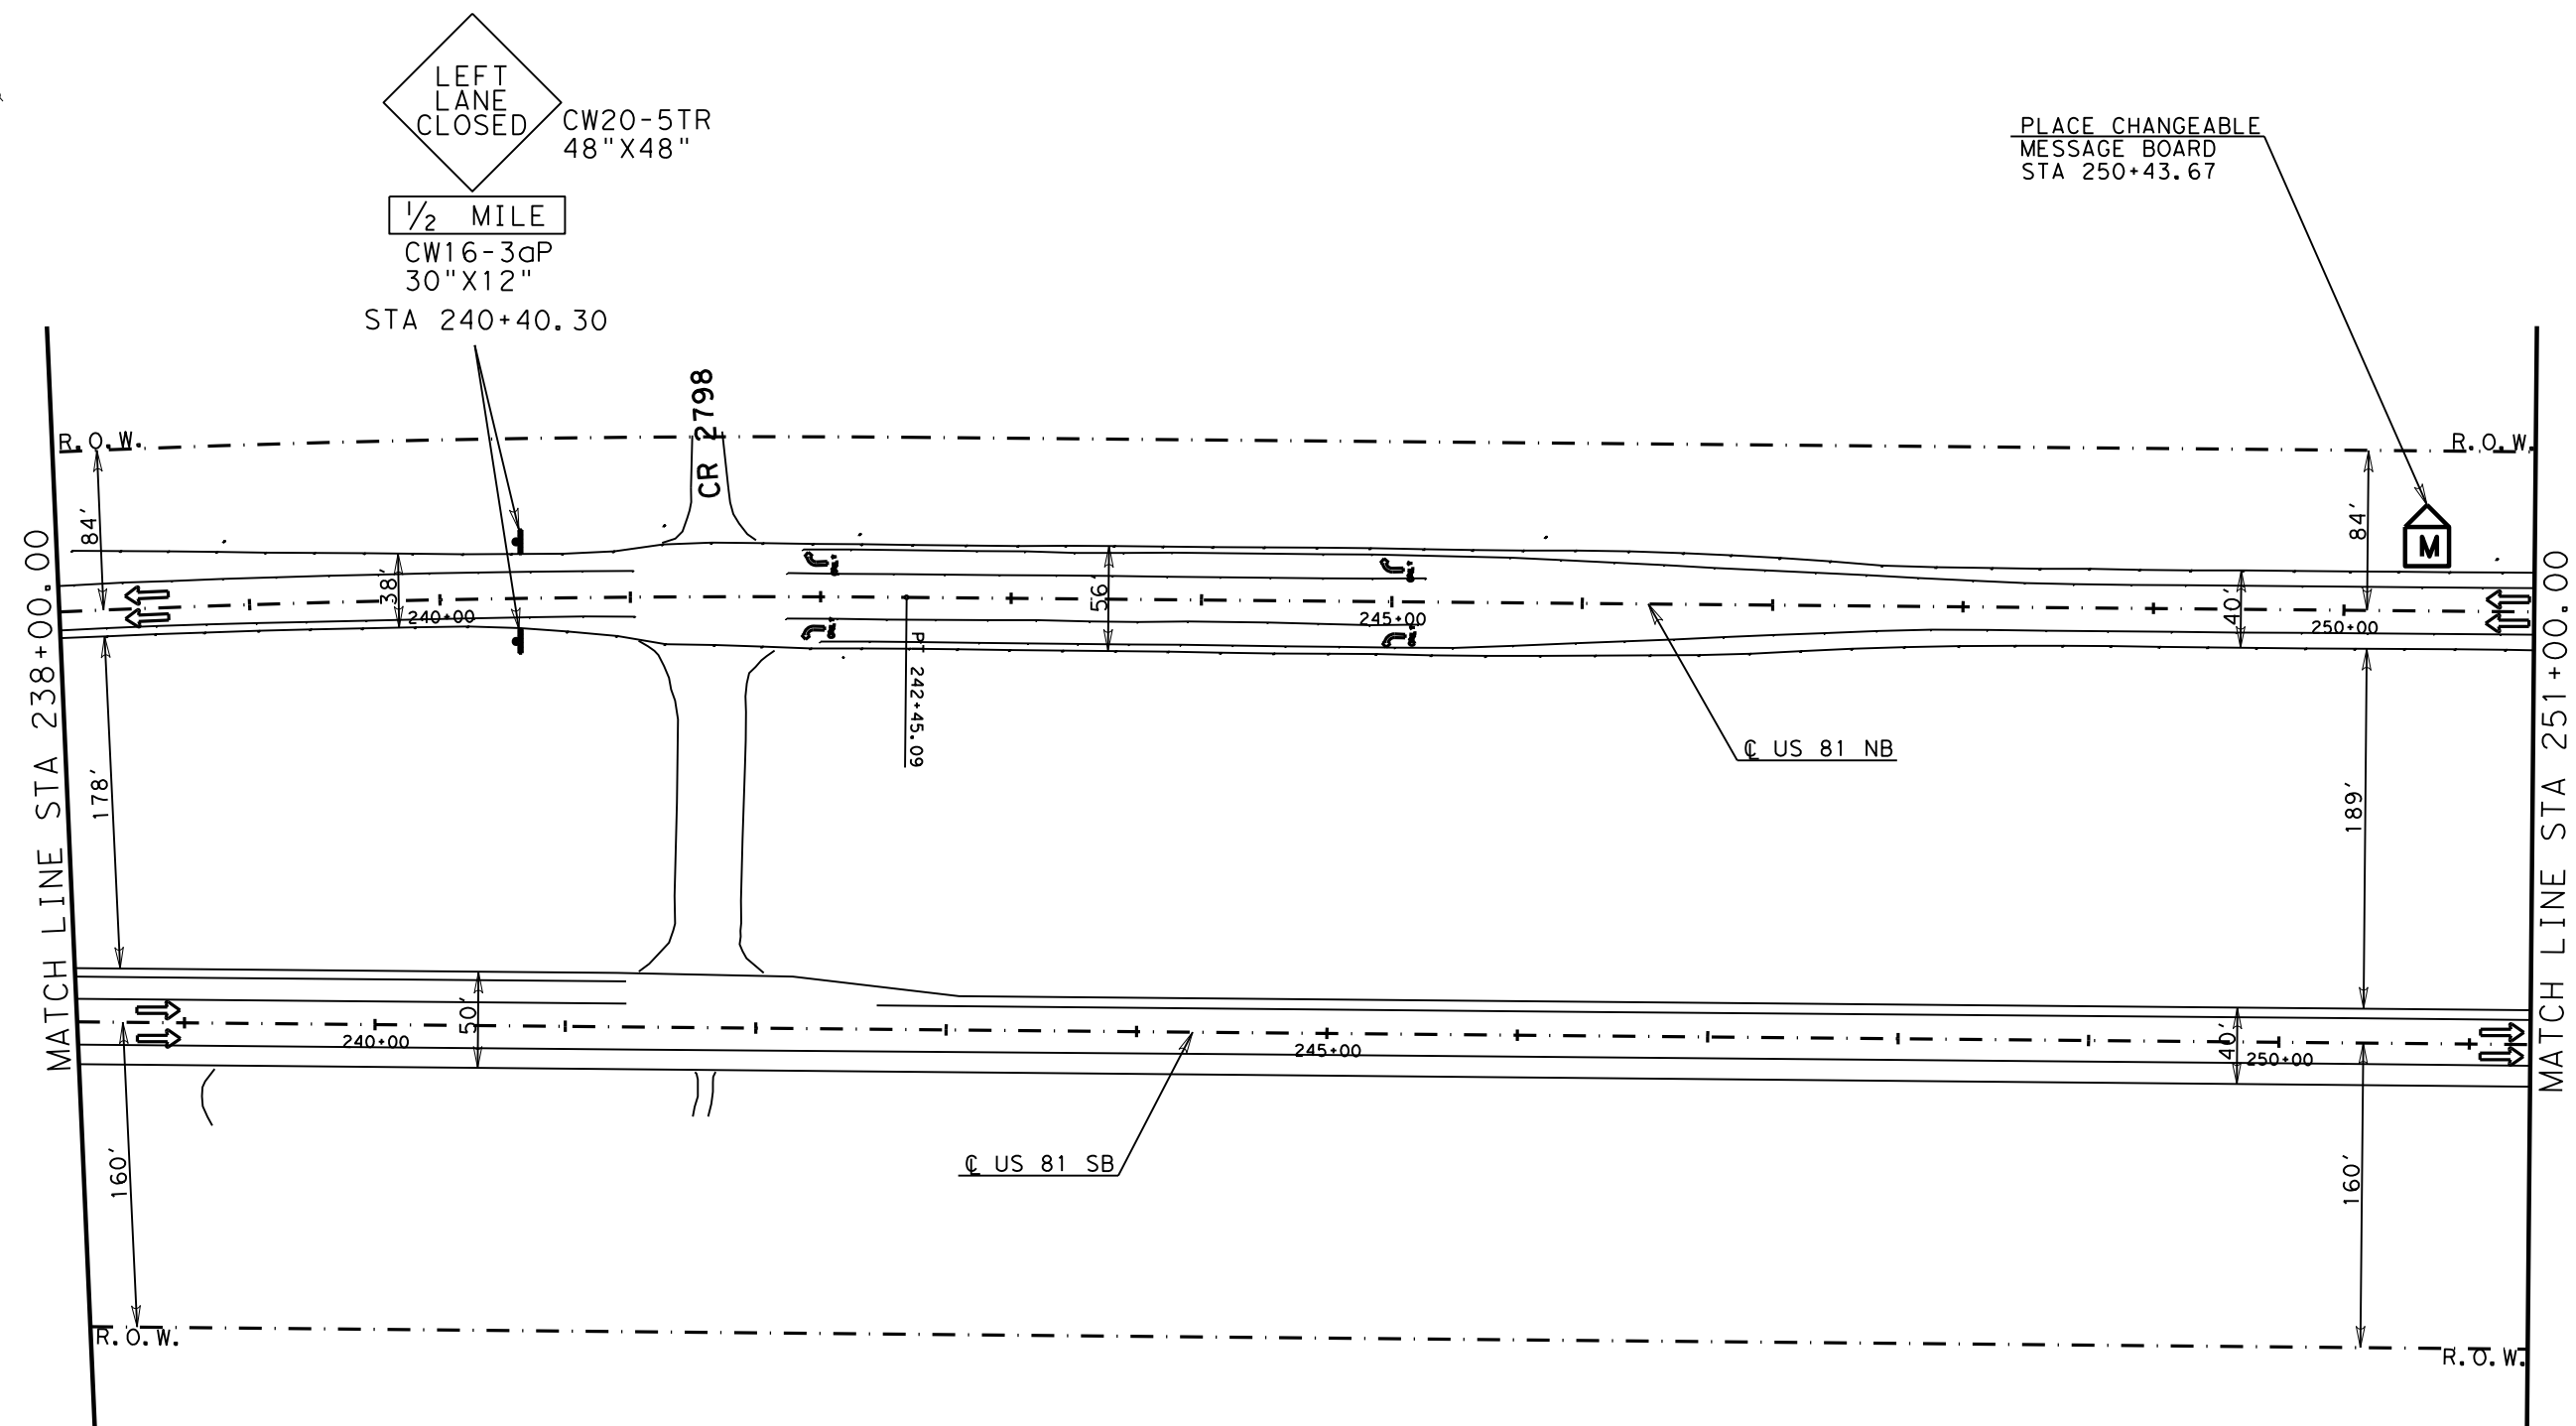 LEFT
LANE
CLOSED
CW20-5TR
48"X48"
1/2 MILE
CW16-3aP
30"X12"
STA 240+40.30
PLACE CHANGEABLE
MESSAGE BOARD
STA 250+43.67
CR 2798
R.O.W.
R.O.W.
84'
84'
M
38'
56'
40'
240+00
245+00
250+00
PT 242+45.09
℄ US 81 NB
MATCH LINE STA 238+00.00
MATCH LINE STA 251+00.00
178'
189'
50'
40'
240+00
245+00
250+00
℄ US 81 SB
160'
160'
R.O.W.
R.O.W.